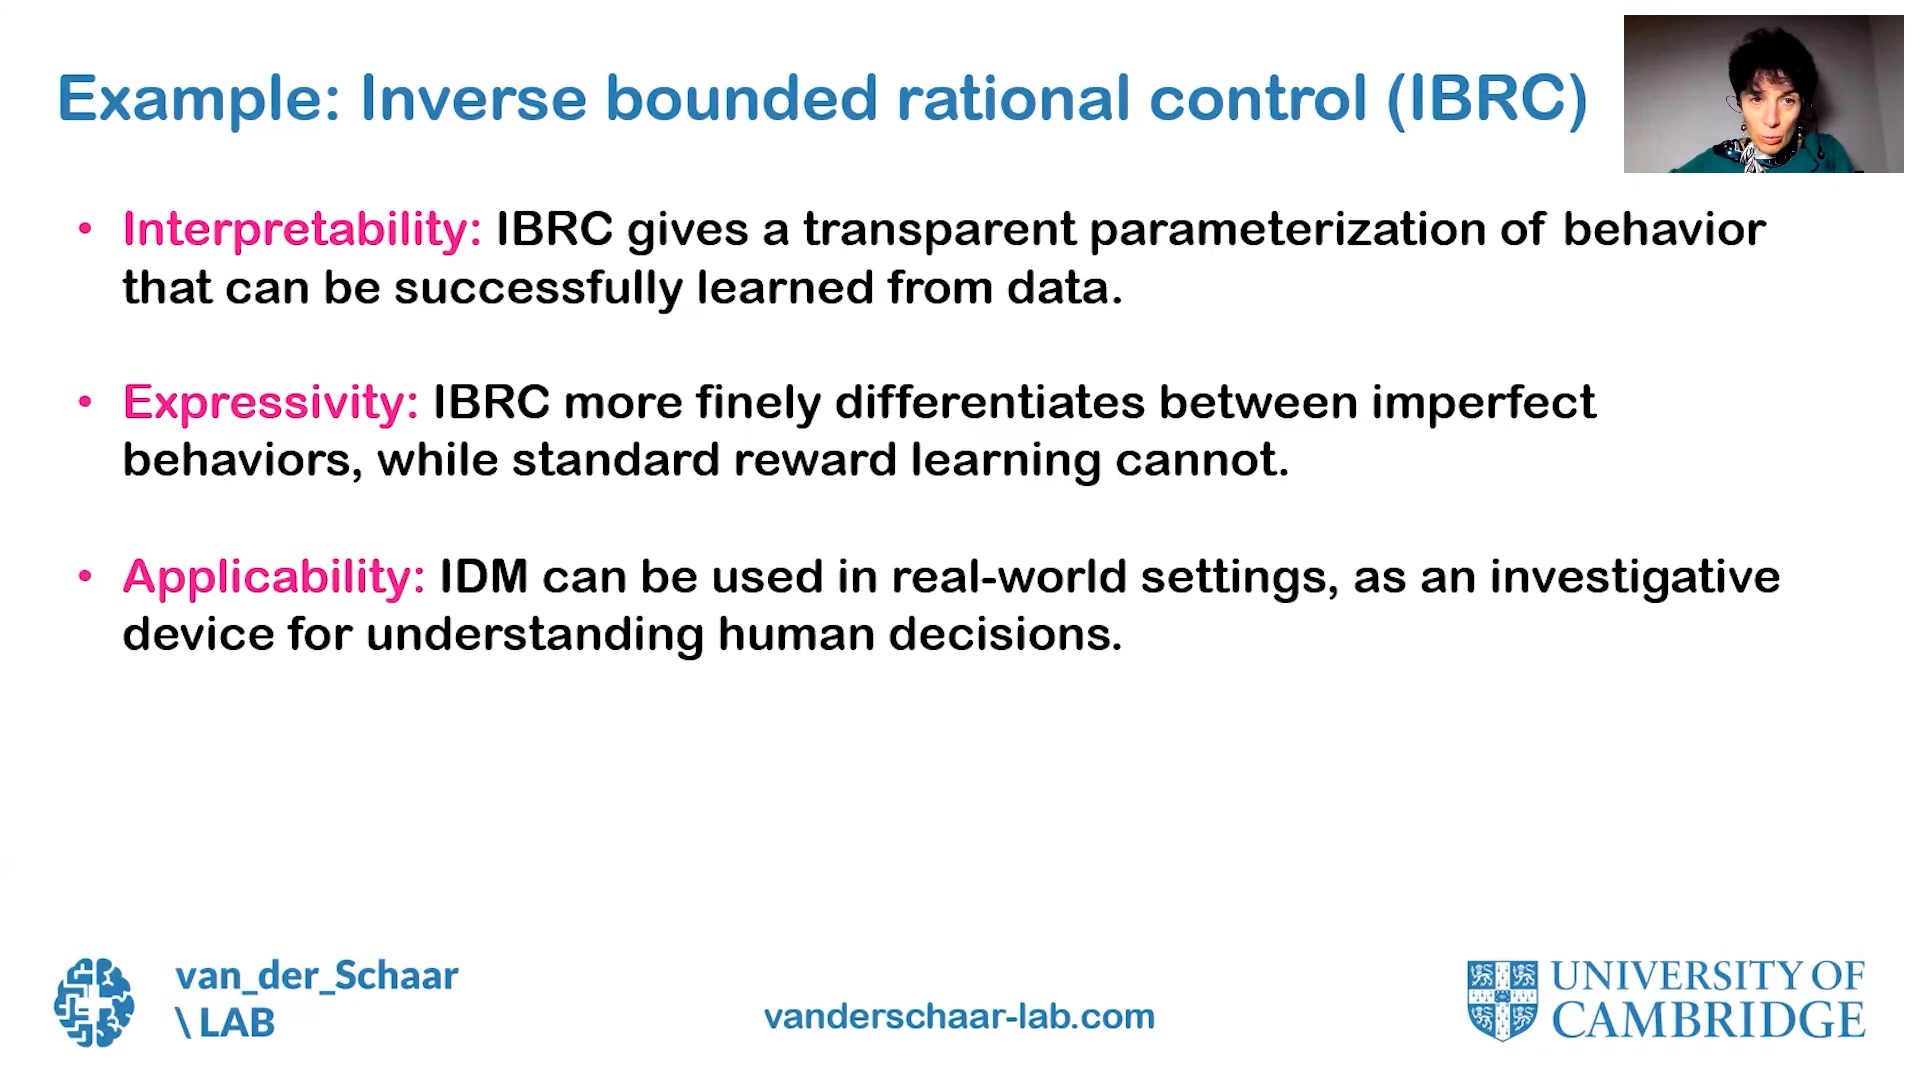 Example: Inverse bounded rational control (IBRC)
• Interpretability: IBRC gives a transparent parameterization of behavior
that can be successfully learned from data.
• Expressivity: IBRC more finely differentiates between imperfect
behaviors, while standard reward learning cannot.
• Applicability: IDM can be used in real-world settings, as an investigative
device for understanding human decisions.
van_der_Schaar
\ LAB
vanderschaar-lab.com
UNIVERSITY OF
CAMBRIDGE